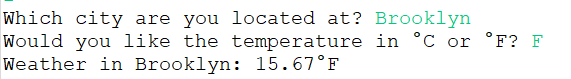 Which city are you located at? Brooklyn
Would you like the temperature in °C or °F? F
Weather in Brooklyn: 15.67°F